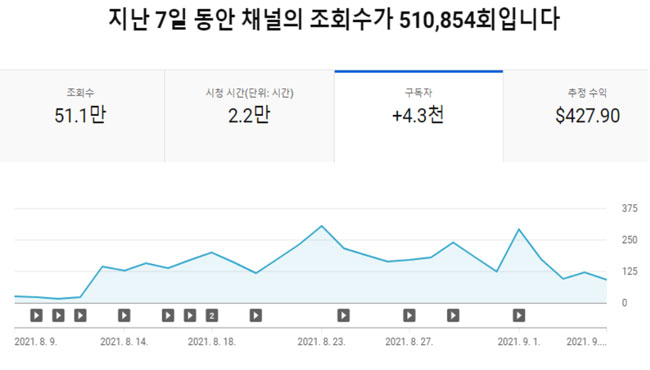 지난 7일 동안 채널의 조회수가 510,854회입니다
조회수 시청 시간(단위: 시간) 구독자 추정 수익
51.1만 2.2만 +4.3천 $427.90
375
250
125
0
2
2021. 8. 9. 2021. 8. 14. 2021. 8. 18. 2021. 8. 23. 2021. 8. 27. 2021. 9. 1. 2021. 9....